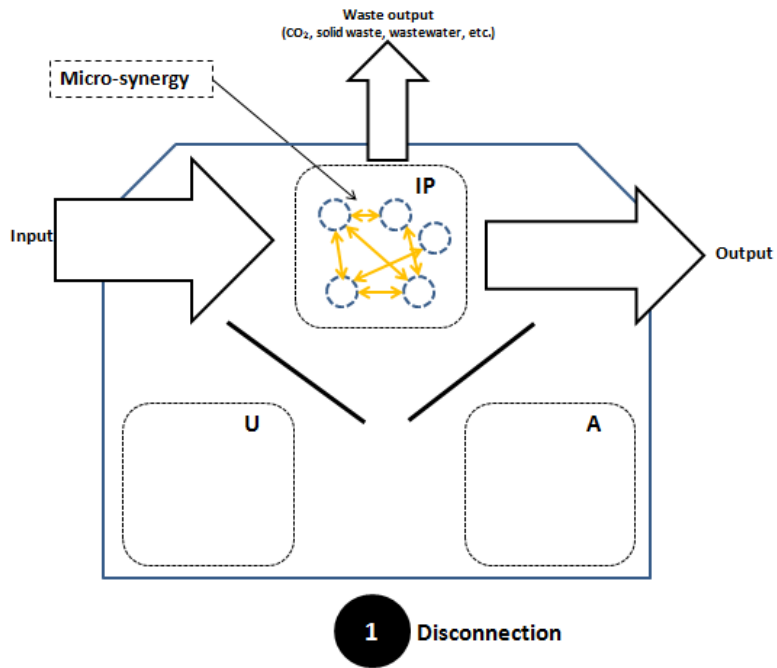 Waste output
(CO₂, solid waste, wastewater, etc.)
Micro-synergy
IP
Input
Output
U
A
1
Disconnection